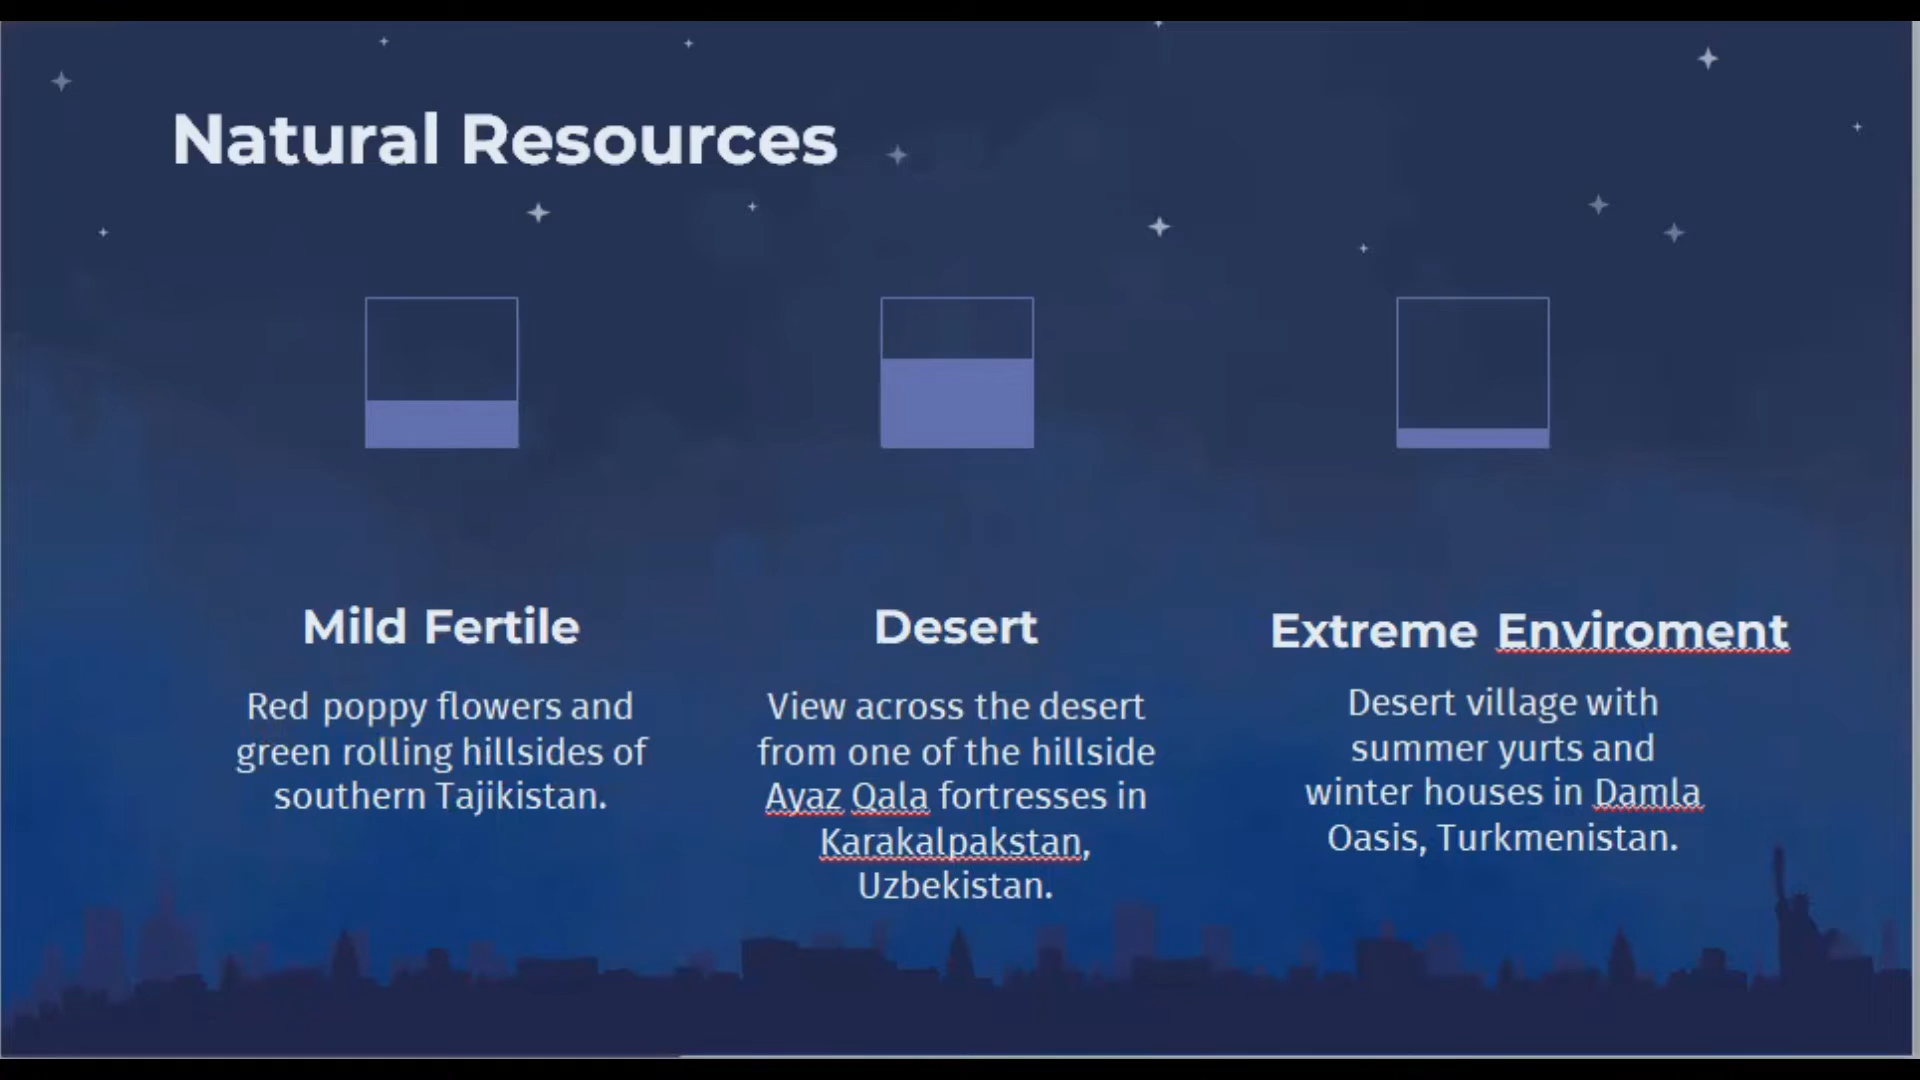 Natural Resources
Mild Fertile
Red poppy flowers and
green rolling hillsides of
southern Tajikistan.
Desert
View across the desert
from one of the hillside
Ayaz Qala fortresses in
Karakalpakstan,
Uzbekistan.
Extreme Enviroment
Desert village with
summer yurts and
winter houses in Damla
Oasis, Turkmenistan.